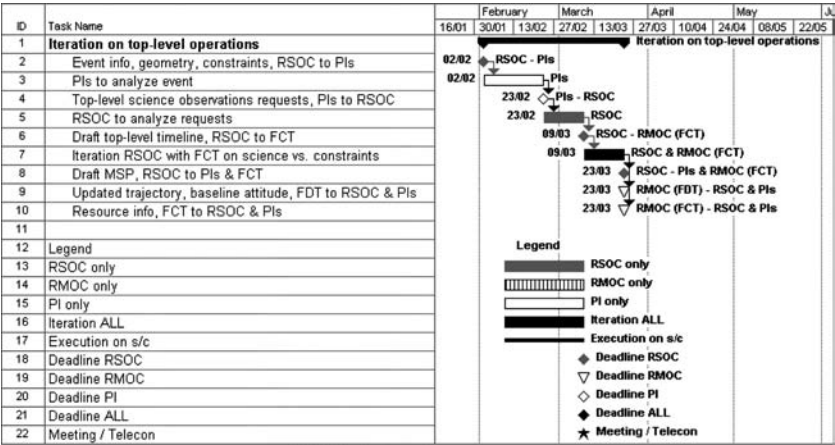 February March April May Ju
ID Task Name 16/01 30/01 13/02 27/02 13/03 27/03 10/04 24/04 08/05 22/05
1 Iteration on top-level operations Iteration on top-level operations
2 Event info, geometry, constraints, RSOC to PIs 02/02 RSOC - PIs
3 PIs to analyze event 02/02 PIs
4 Top-level science observations requests, PIs to RSOC 23/02 PIs - RSOC
5 RSOC to analyze requests 23/02 RSOC
6 Draft top-level timeline, RSOC to FCT 09/03 RSOC - RMOC (FCT)
7 Iteration RSOC with FCT on science vs. constraints 09/03 RSOC & RMOC (FCT)
8 Draft MSP, RSOC to PIs & FCT 23/03 RSOC - PIs & RMOC (FCT)
9 Updated trajectory, baseline attitude, FDT to RSOC & PIs 23/03 RMOC (FDT) - RSOC & PIs
10 Resource info, FCT to RSOC & PIs 23/03 RMOC (FCT) - RSOC & PIs
11
12 Legend Legend
13 RSOC only RSOC only
14 RMOC only RMOC only
15 PI only PI only
16 Iteration ALL Iteration ALL
17 Execution on s/c Execution on s/c
18 Deadline RSOC Deadline RSOC
19 Deadline RMOC Deadline RMOC
20 Deadline PI Deadline PI
21 Deadline ALL Deadline ALL
22 Meeting / Telecon Meeting / Telecon